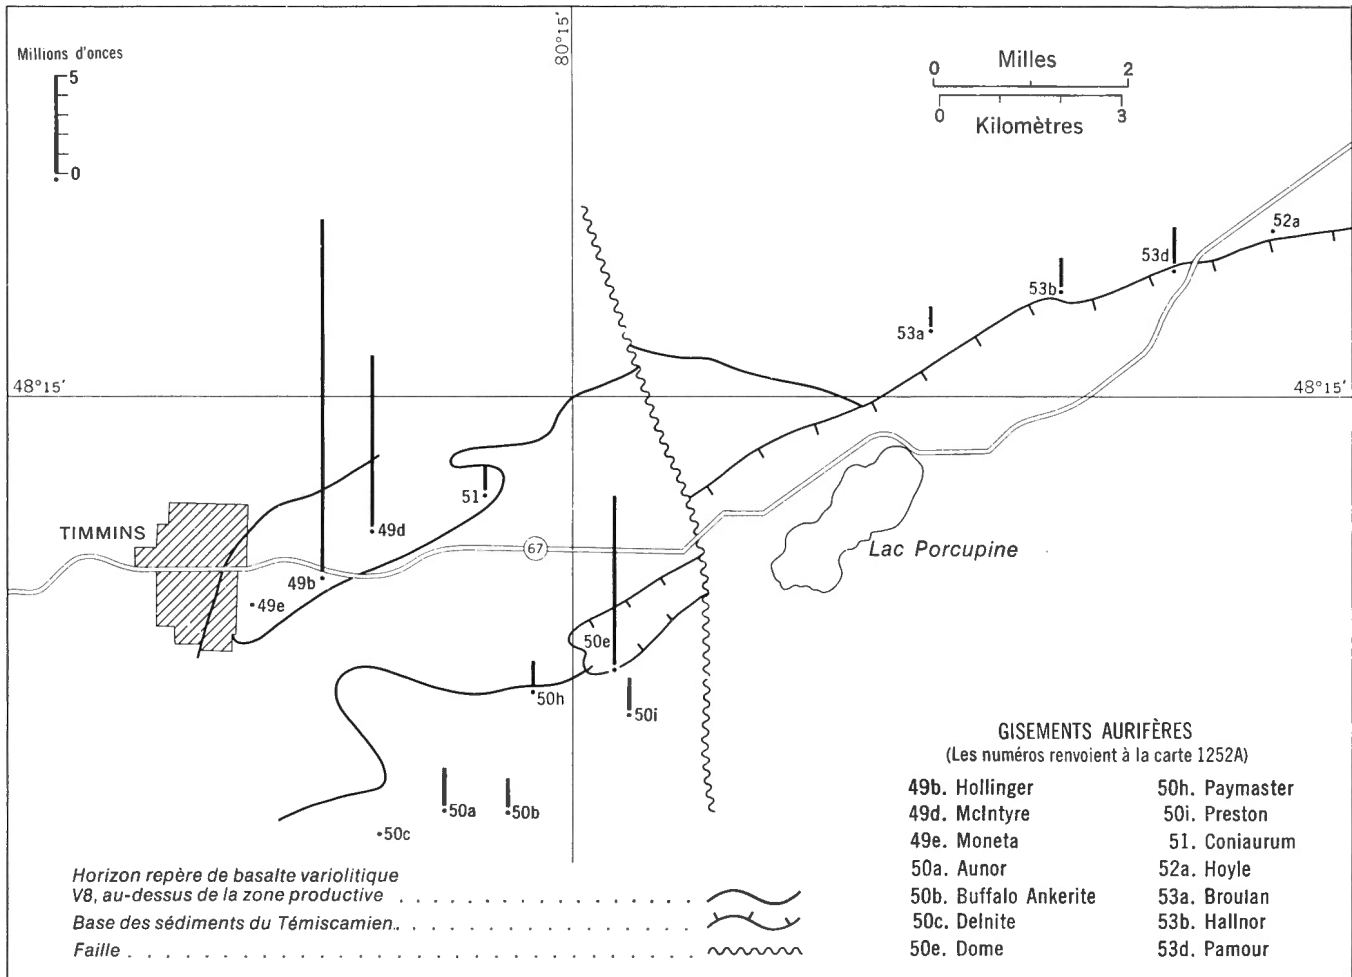 80°15'
Millions d'onces
5
0
0 Milles 2
0 3
Kilomètres
52a
53d
53b
53a
48°15'
48°15'
51
TIMMINS
49d
67
Lac Porcupine
49b
49e
50e
50h
50i
50a
50b
50c
GISEMENTS AURIFÈRES
(Les numéros renvoient à la carte 1252A)
49b. Hollinger
49d. McIntyre
49e. Moneta
50a. Aunor
50b. Buffalo Ankerite
50c. Delnite
50e. Dome
50h. Paymaster
50i. Preston
51. Coniaurum
52a. Hoyle
53a. Broulan
53b. Hallnor
53d. Pamour
Horizon repère de basalte variolitique
V8, au-dessus de la zone productive
Base des sédiments du Témiscamien
Faille